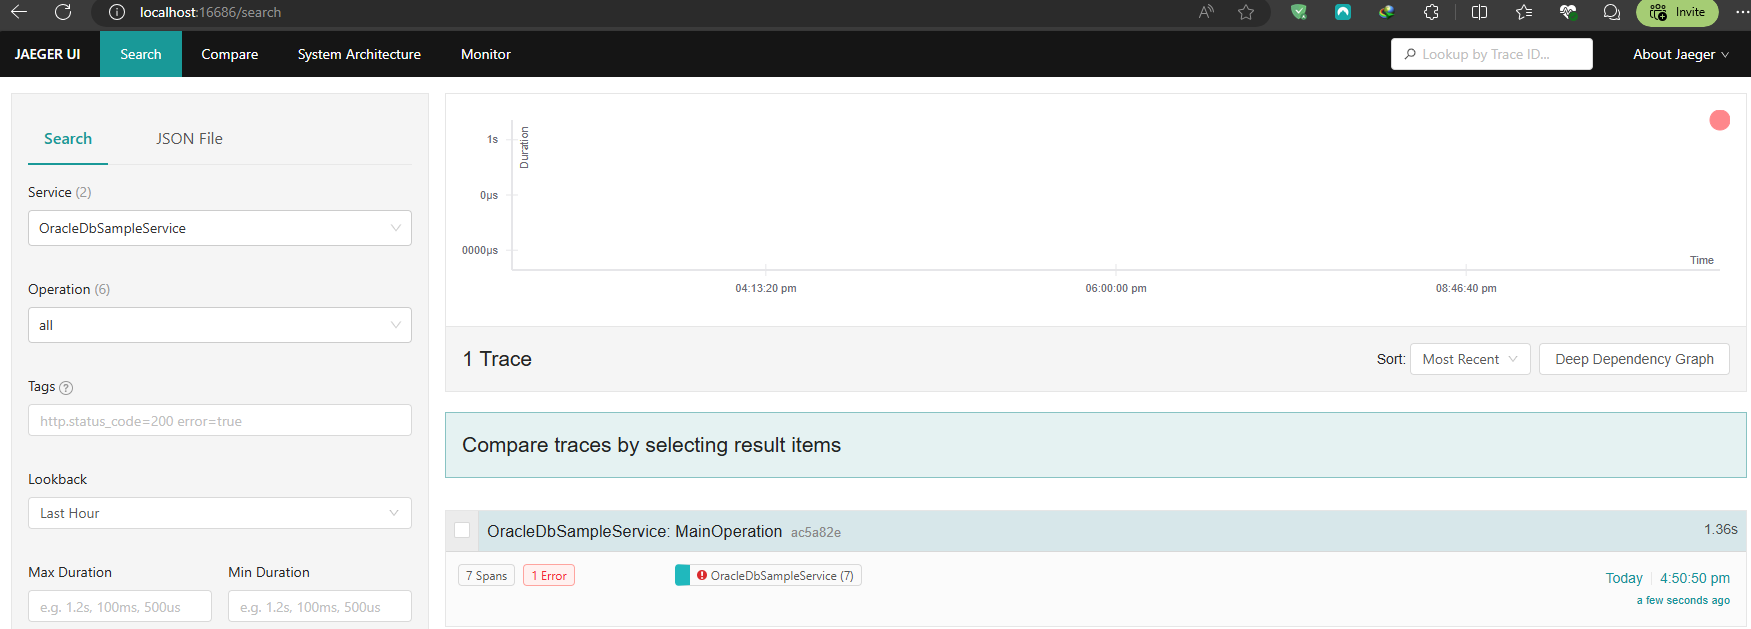 localhost:16686/search
Invite
JAEGER UI Search Compare System Architecture Monitor Lookup by Trace ID... About Jaeger
Search JSON File
Service (2)
OracleDbSampleService
Operation (6)
all
Tags ?
http.status_code=200 error=true
Lookback
Last Hour
Max Duration Min Duration
e.g. 1.2s, 100ms, 500us e.g. 1.2s, 100ms, 500us
Duration
1s
0μs
0000μs
Time
04:13:20 pm 06:00:00 pm 08:46:40 pm
1 Trace Sort: Most Recent Deep Dependency Graph
Compare traces by selecting result items
OracleDbSampleService: MainOperation ac5a82e 1.36s
7 Spans 1 Error OracleDbSampleService (7) Today 4:50:50 pm
a few seconds ago